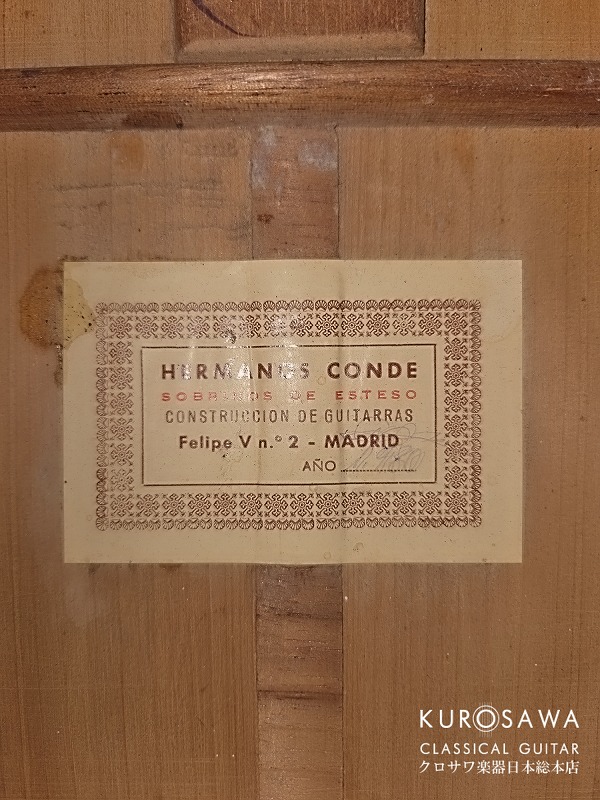 HERMANOS CONDE
SOBRINOS DE ESTESO
CONSTRUCCION DE GUITARRAS
Felipe V n.º 2 - MADRID
AÑO
KUROSAWA
CLASSICAL GUITAR
クロサワ楽器日本総本店